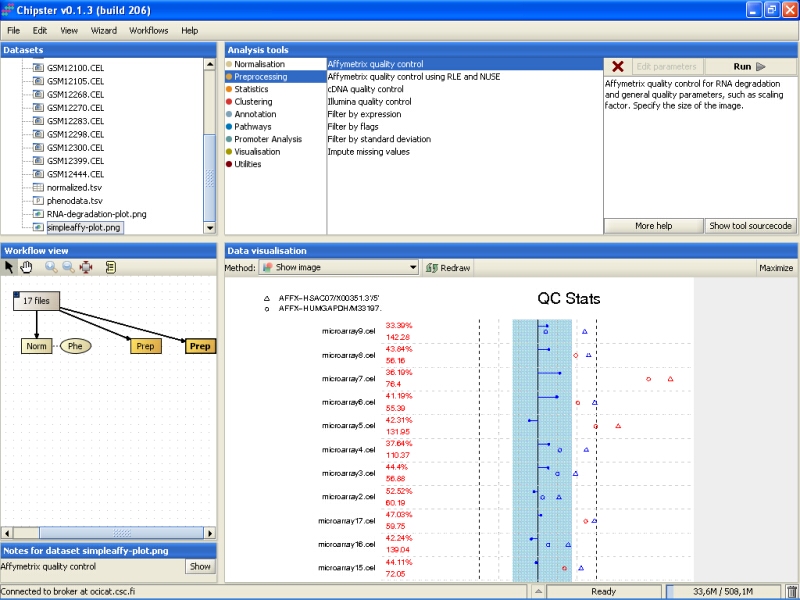 Chipster v0.1.3 (build 206)
File Edit View Wizard Workflows Help
Datasets
GSM12100.CEL
GSM12105.CEL
GSM12268.CEL
GSM12270.CEL
GSM12283.CEL
GSM12298.CEL
GSM12300.CEL
GSM12399.CEL
GSM12444.CEL
normalized.tsv
phenodata.tsv
RNA-degradation-plot.png
simpleaffy-plot.png
Analysis tools
Normalisation
Preprocessing
Statistics
Clustering
Annotation
Pathways
Promoter Analysis
Visualisation
Utilities
Affymetrix quality control
Affymetrix quality control using RLE and NUSE
cDNA quality control
Illumina quality control
Filter by expression
Filter by flags
Filter by standard deviation
Impute missing values
Edit parameters Run
Affymetrix quality control for RNA degradation
and general quality parameters, such as scaling
factor. Specify the size of the image.
More help Show tool sourcecode
Workflow view
17 files
Norm Phe Prep Prep
Notes for dataset simpleaffy-plot.png
Affymetrix quality control Show
Data visualisation
Method: Show image Redraw Maximize
AFFX-HSAC07/X00351.3'/5'
AFFX-HUMGAPDH/M33197.
QC Stats
microarray9.cel 33.39%
142.28
microarray8.cel 43.84%
56.16
microarray7.cel 36.19%
76.4
microarray6.cel 41.19%
55.39
microarray5.cel 42.31%
131.95
microarray4.cel 37.64%
110.37
microarray3.cel 44.4%
56.88
microarray2.cel 52.52%
60.19
microarray17.cel 47.03%
59.75
microarray16.cel 42.24%
139.04
microarray15.cel 44.11%
72.05
Connected to broker at ocicat.csc.fi Ready 33,6M / 508,1M